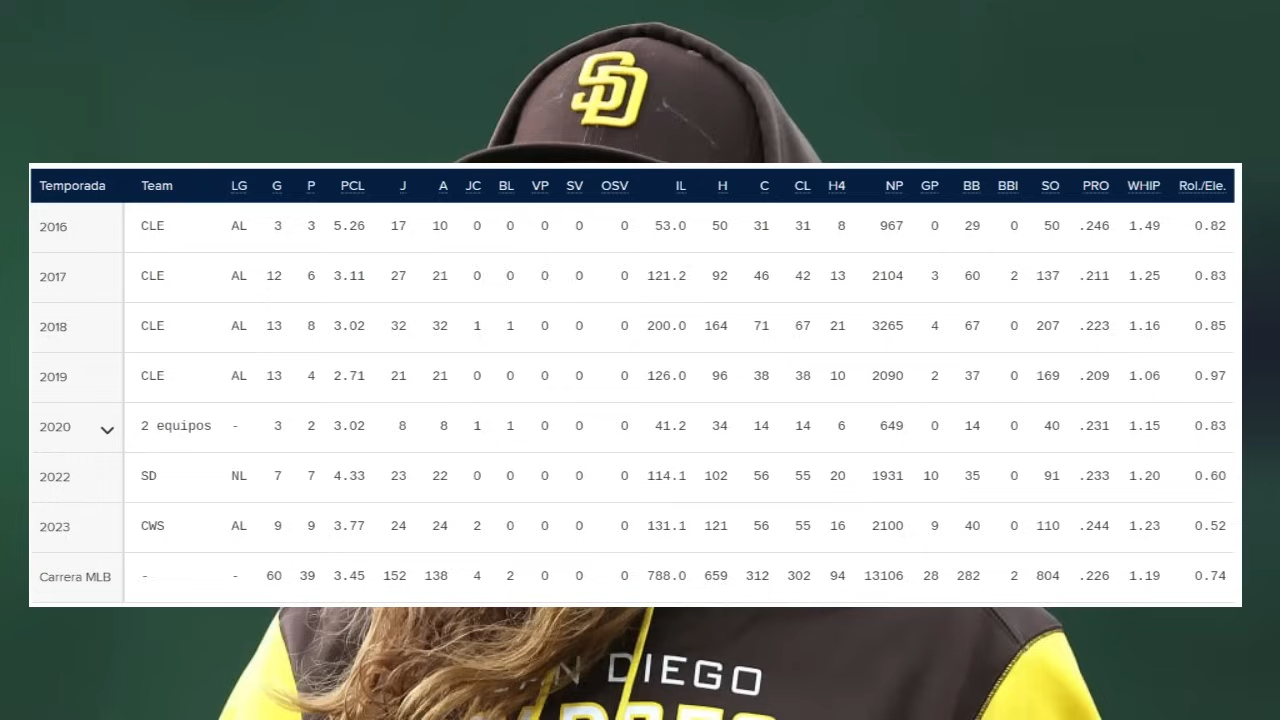 SD
Temporada Team LG G P PCL J A JC BL VP SV OSV IL H C CL H4 NP GP BB BBI SO PRO WHIP Rol./Ele.
2016 CLE AL 3 3 5.26 17 10 0 0 0 0 0 53.0 50 31 31 8 967 0 29 0 50 .246 1.49 0.82
2017 CLE AL 12 6 3.11 27 21 0 0 0 0 0 121.2 92 46 42 13 2104 3 60 2 137 .211 1.25 0.83
2018 CLE AL 13 8 3.02 32 32 1 1 0 0 0 200.0 164 71 67 21 3265 4 67 0 207 .223 1.16 0.85
2019 CLE AL 13 4 2.71 21 21 0 0 0 0 0 126.0 96 38 38 10 2090 2 37 0 169 .209 1.06 0.97
2020 2 equipos - 3 2 3.02 8 8 1 1 0 0 0 41.2 34 14 14 6 649 0 14 0 40 .231 1.15 0.83
2022 SD NL 7 7 4.33 23 22 0 0 0 0 0 114.1 102 56 55 20 1931 10 35 0 91 .233 1.20 0.60
2023 CWS AL 9 9 3.77 24 24 2 0 0 0 0 131.1 121 56 55 16 2100 9 40 0 110 .244 1.23 0.52
Carrera MLB - - 60 39 3.45 152 138 4 2 0 0 0 788.0 659 312 302 94 13106 28 282 2 804 .226 1.19 0.74
DIEGO